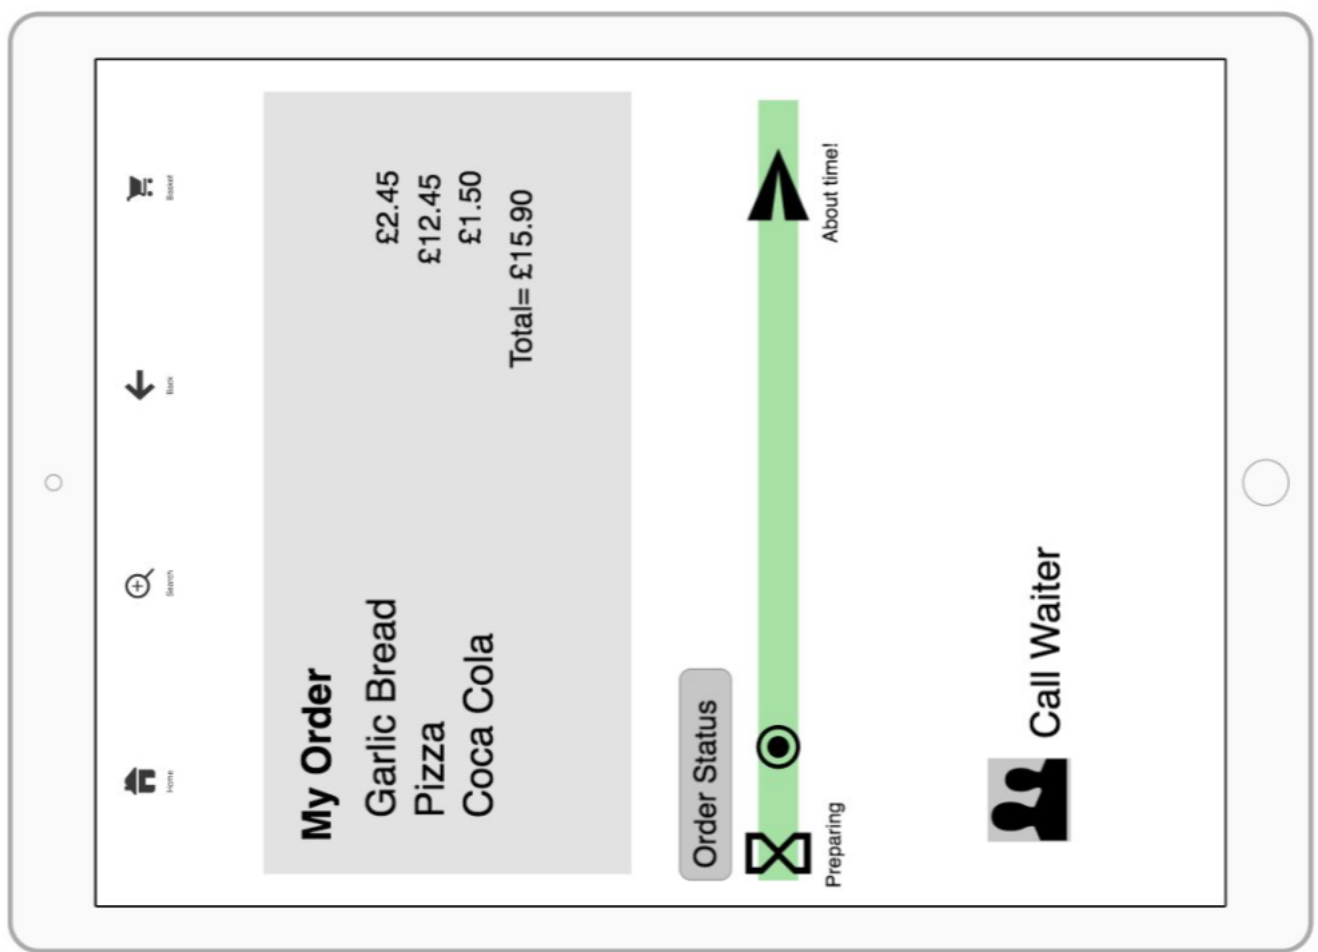 Home Search Back Basket
My Order
Garlic Bread £2.45
Pizza £12.45
Coca Cola £1.50
Total= £15.90
Order Status
Preparing About time!
Call Waiter